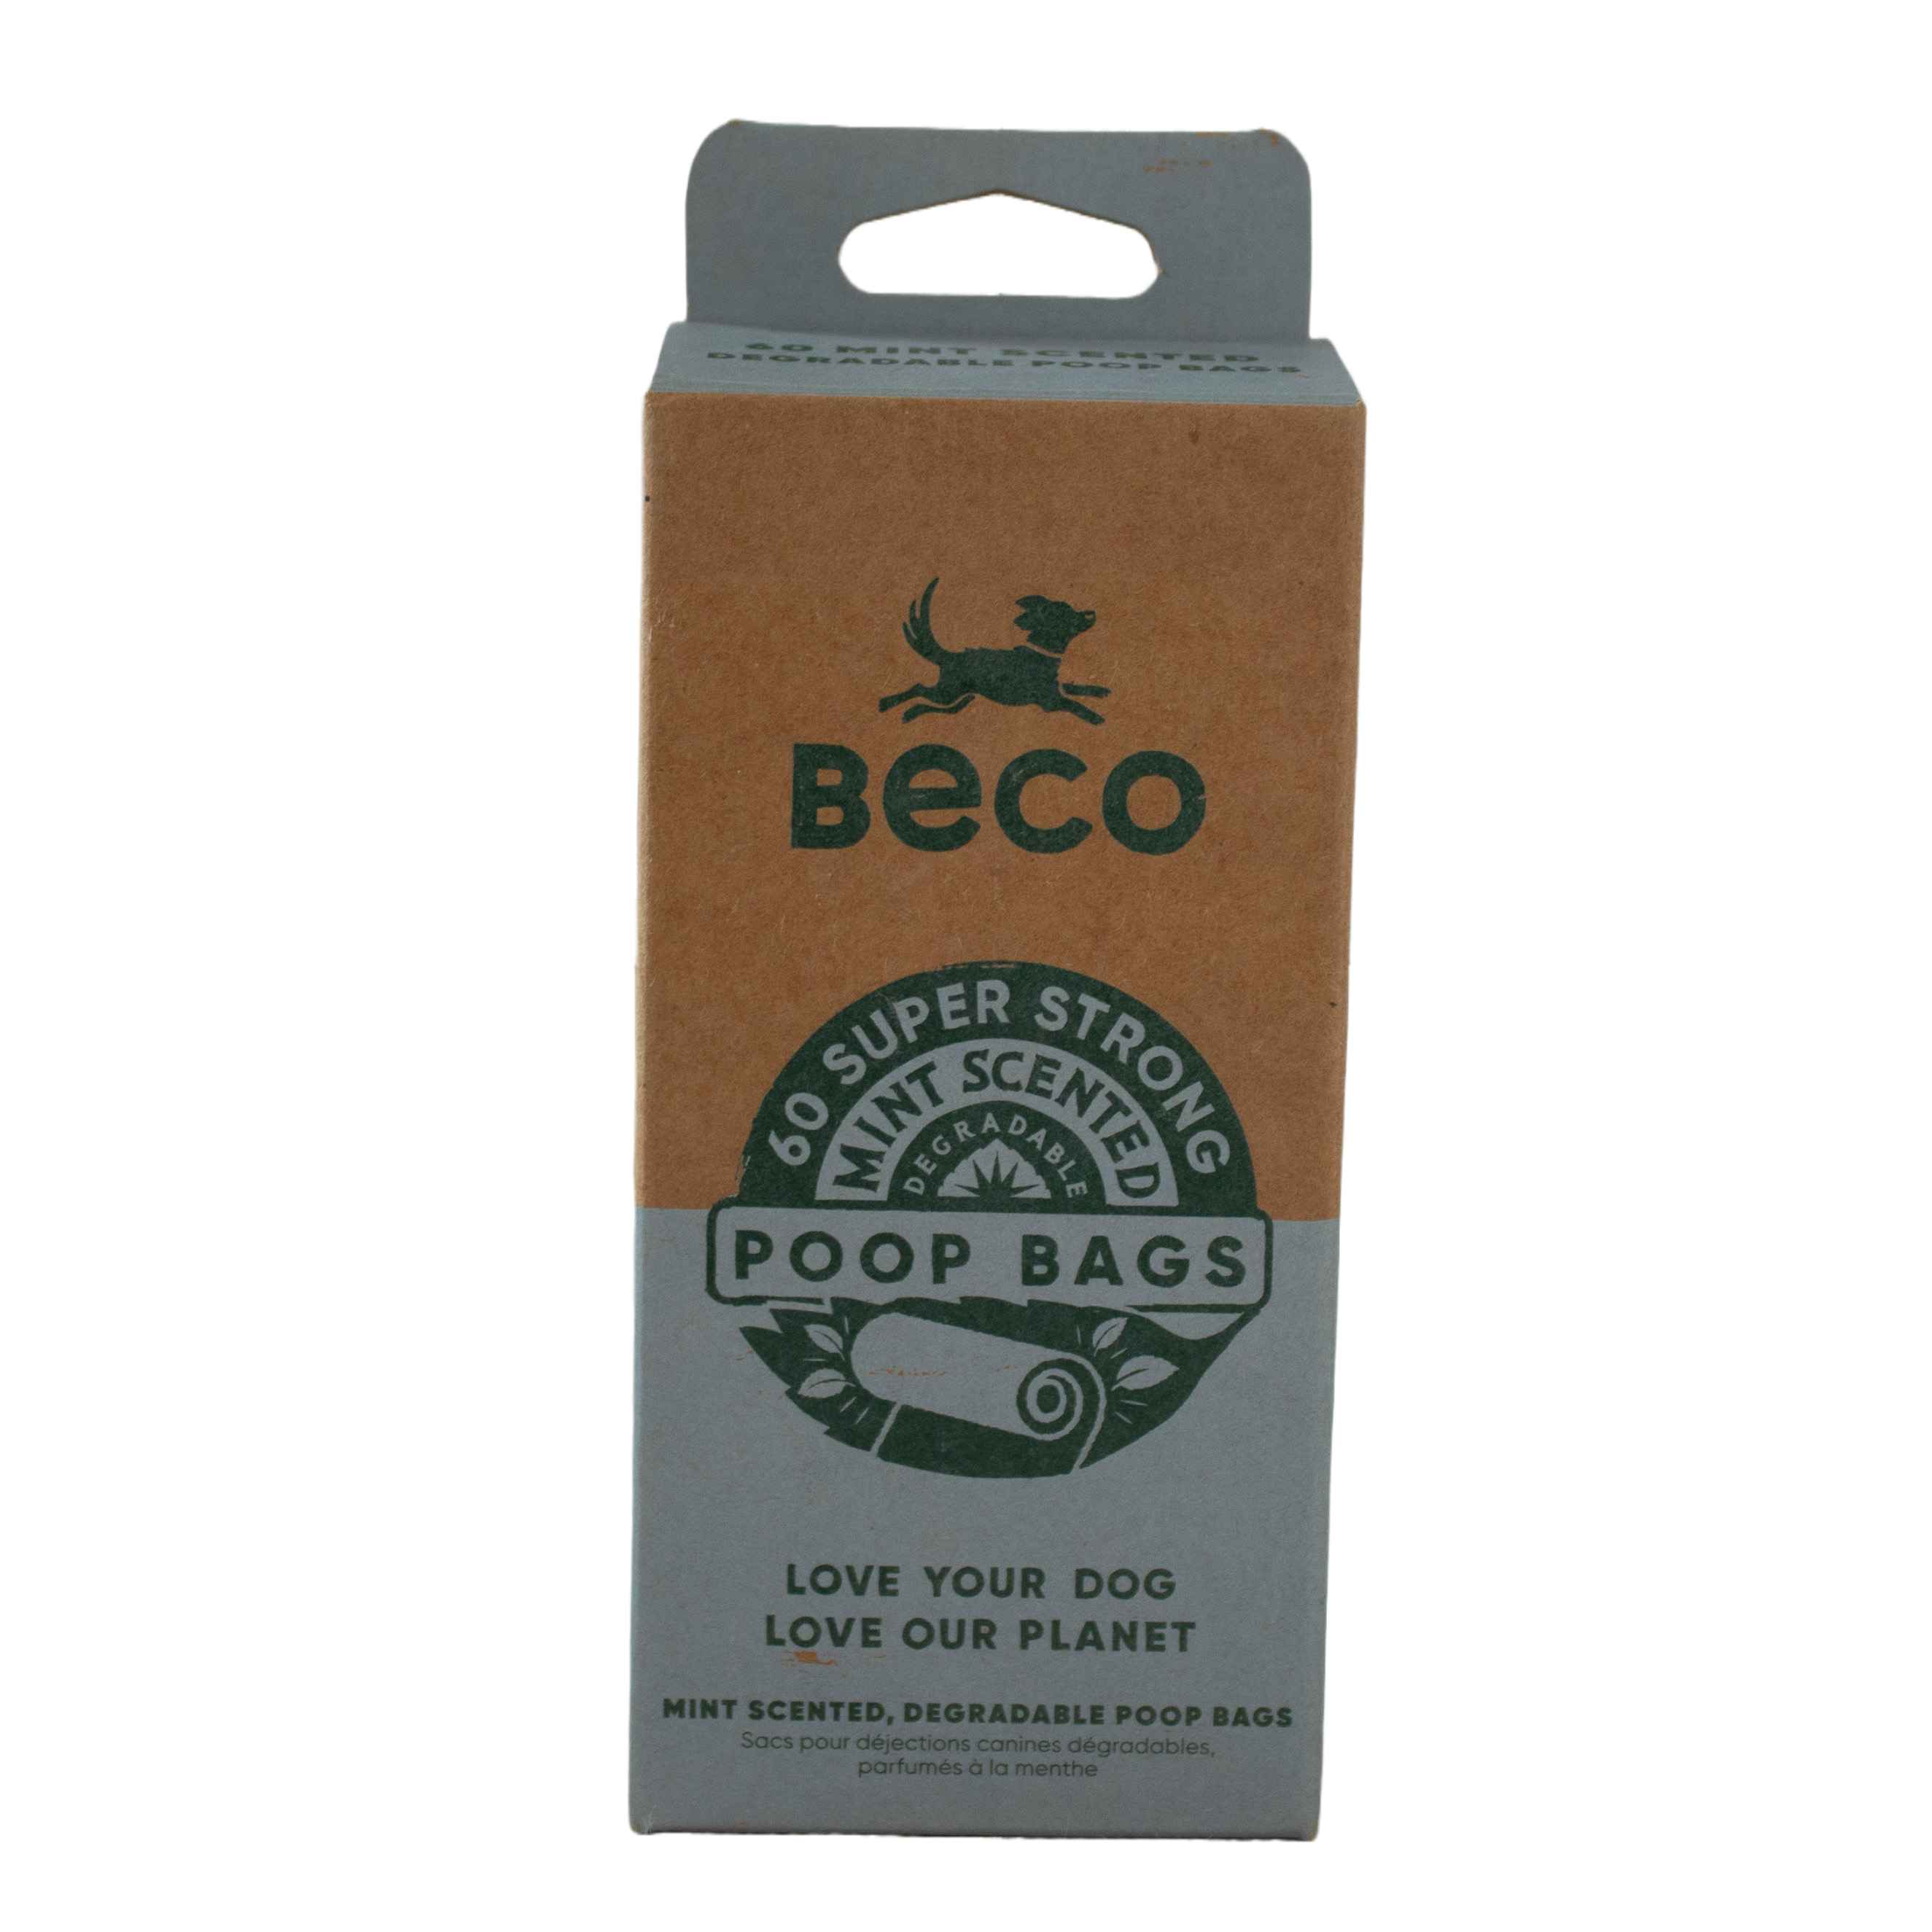 60 MINT SCENTED
DEGRADABLE POOP BAGS
BeCO
60 SUPER STRONG
MINT SCENTED
DEGRADABLE
POOP BAGS
LOVE YOUR DOG
LOVE OUR PLANET
MINT SCENTED, DEGRADABLE POOP BAGS
Sacs pour déjections canines dégradables,
parfumés à la menthe